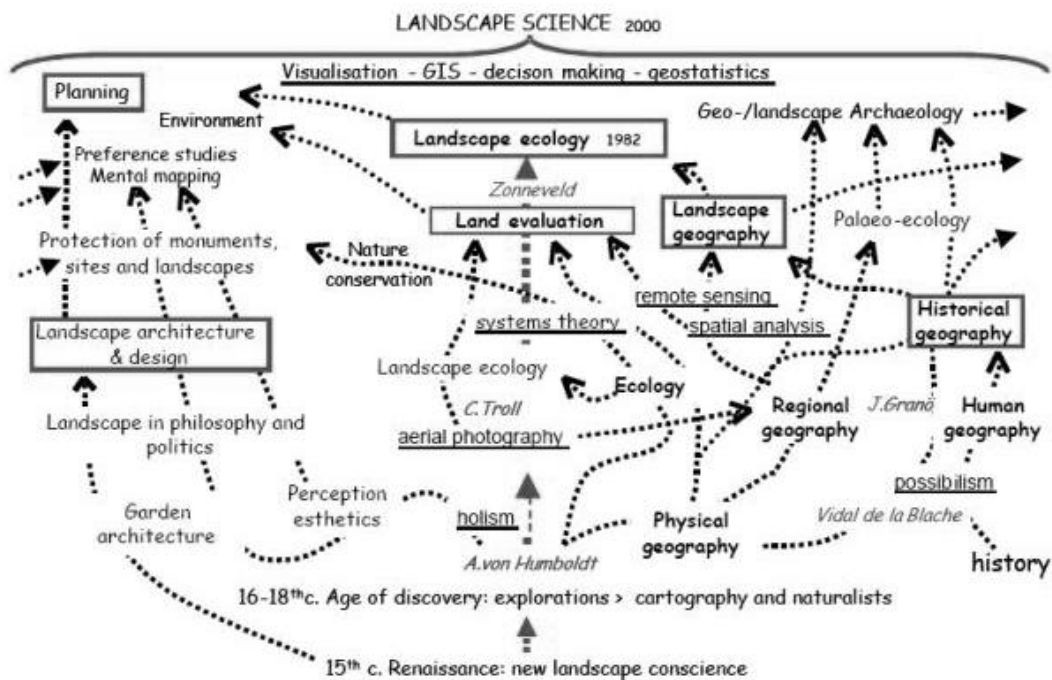 LANDSCAPE SCIENCE 2000
Visualisation - GIS - decison making - geostatistics
Planning
Environment
Geo-/landscape Archaeology
Landscape ecology 1982
Preference studies
Mental mapping
Zonneveld
Land evaluation
Landscape
geography
Palaeo-ecology
Protection of monuments,
sites and landscapes
Nature
conservation
remote sensing
systems theory
spatial analysis
Historical
geography
Landscape architecture
& design
Landscape ecology
Ecology
C.Troll
aerial photography
Regional
geography
J.Granö
Human
geography
Landscape in philosophy and
politics
possibilism
Perception
esthetics
Garden
architecture
holism
Physical
geography
Vidal de la Blache
A.von Humboldt
history
16-18thc. Age of discovery: explorations > cartography and naturalists
15th c. Renaissance: new landscape conscience